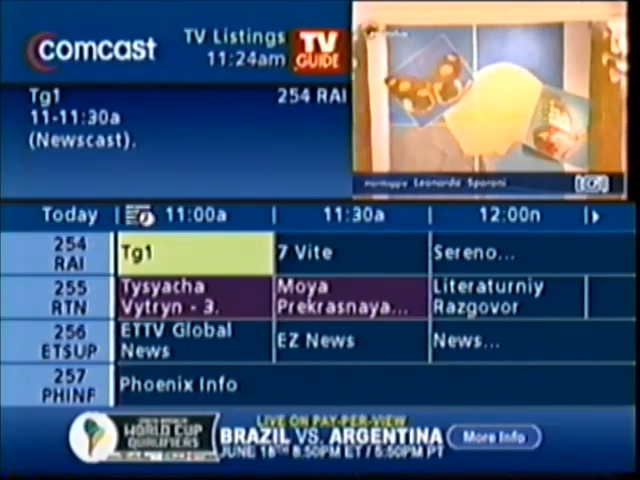 comcast
TV Listings
11:24am
TV
GUIDE
Tg1
254 RAI
11-11:30a
(Newscast).
montaggio Leonardo Sparoni
Today
11:00a
11:30a
12:00n
254
RAI
Tg1
7 Vite
Sereno...
255
RTN
Tysyacha
Vytryn - 3.
Moya
Prekrasnaya...
Literaturniy
Razgovor
256
ETSUP
ETTV Global
News
EZ News
News...
257
PHINF
Phoenix Info
WORLD CUP
QUALIFIERS
LIVE ON PAY-PER-VIEW
BRAZIL VS. ARGENTINA
JUNE 18TH 8:50PM ET / 5:50PM PT
More Info